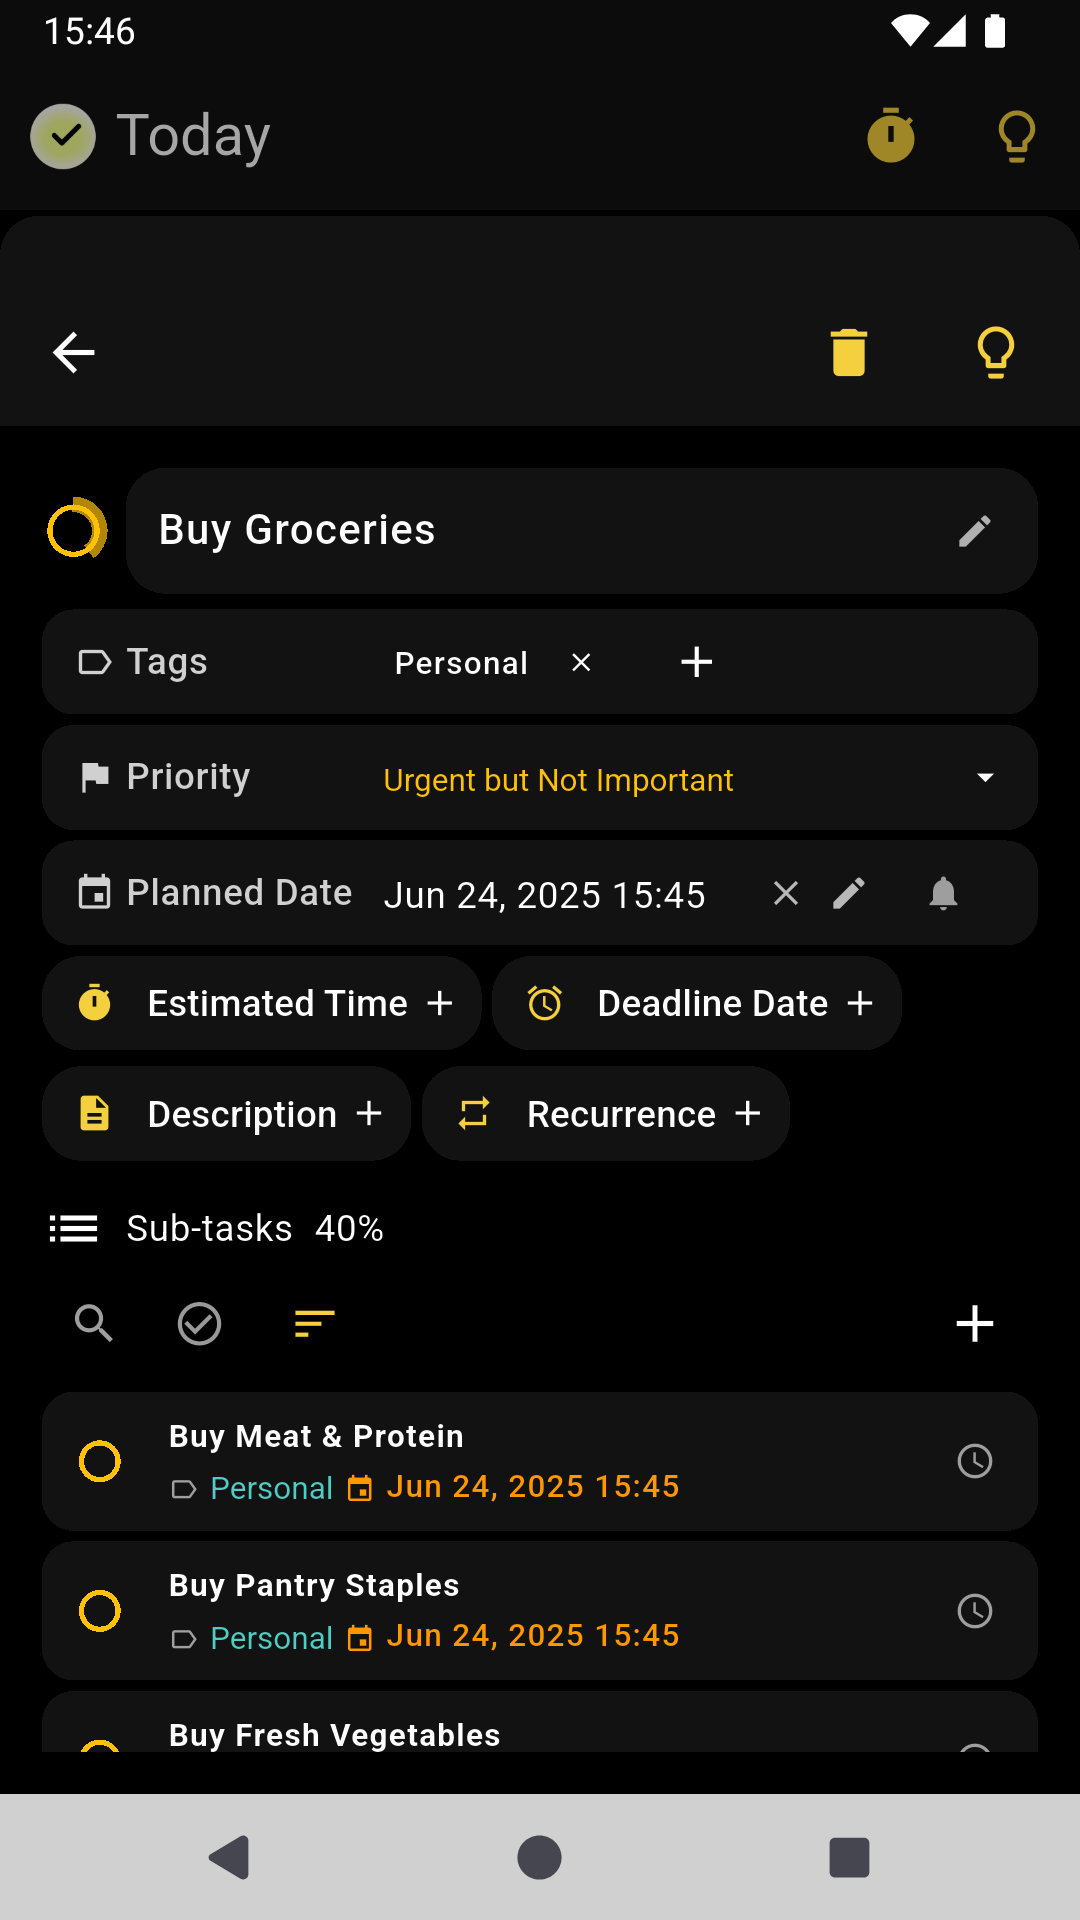 15:46
Today
Buy Groceries
Tags Personal
Priority Urgent but Not Important
Planned Date Jun 24, 2025 15:45
Estimated Time Deadline Date
Description Recurrence
Sub-tasks 40%
Buy Meat & Protein
Personal Jun 24, 2025 15:45
Buy Pantry Staples
Personal Jun 24, 2025 15:45
Buy Fresh Vegetables